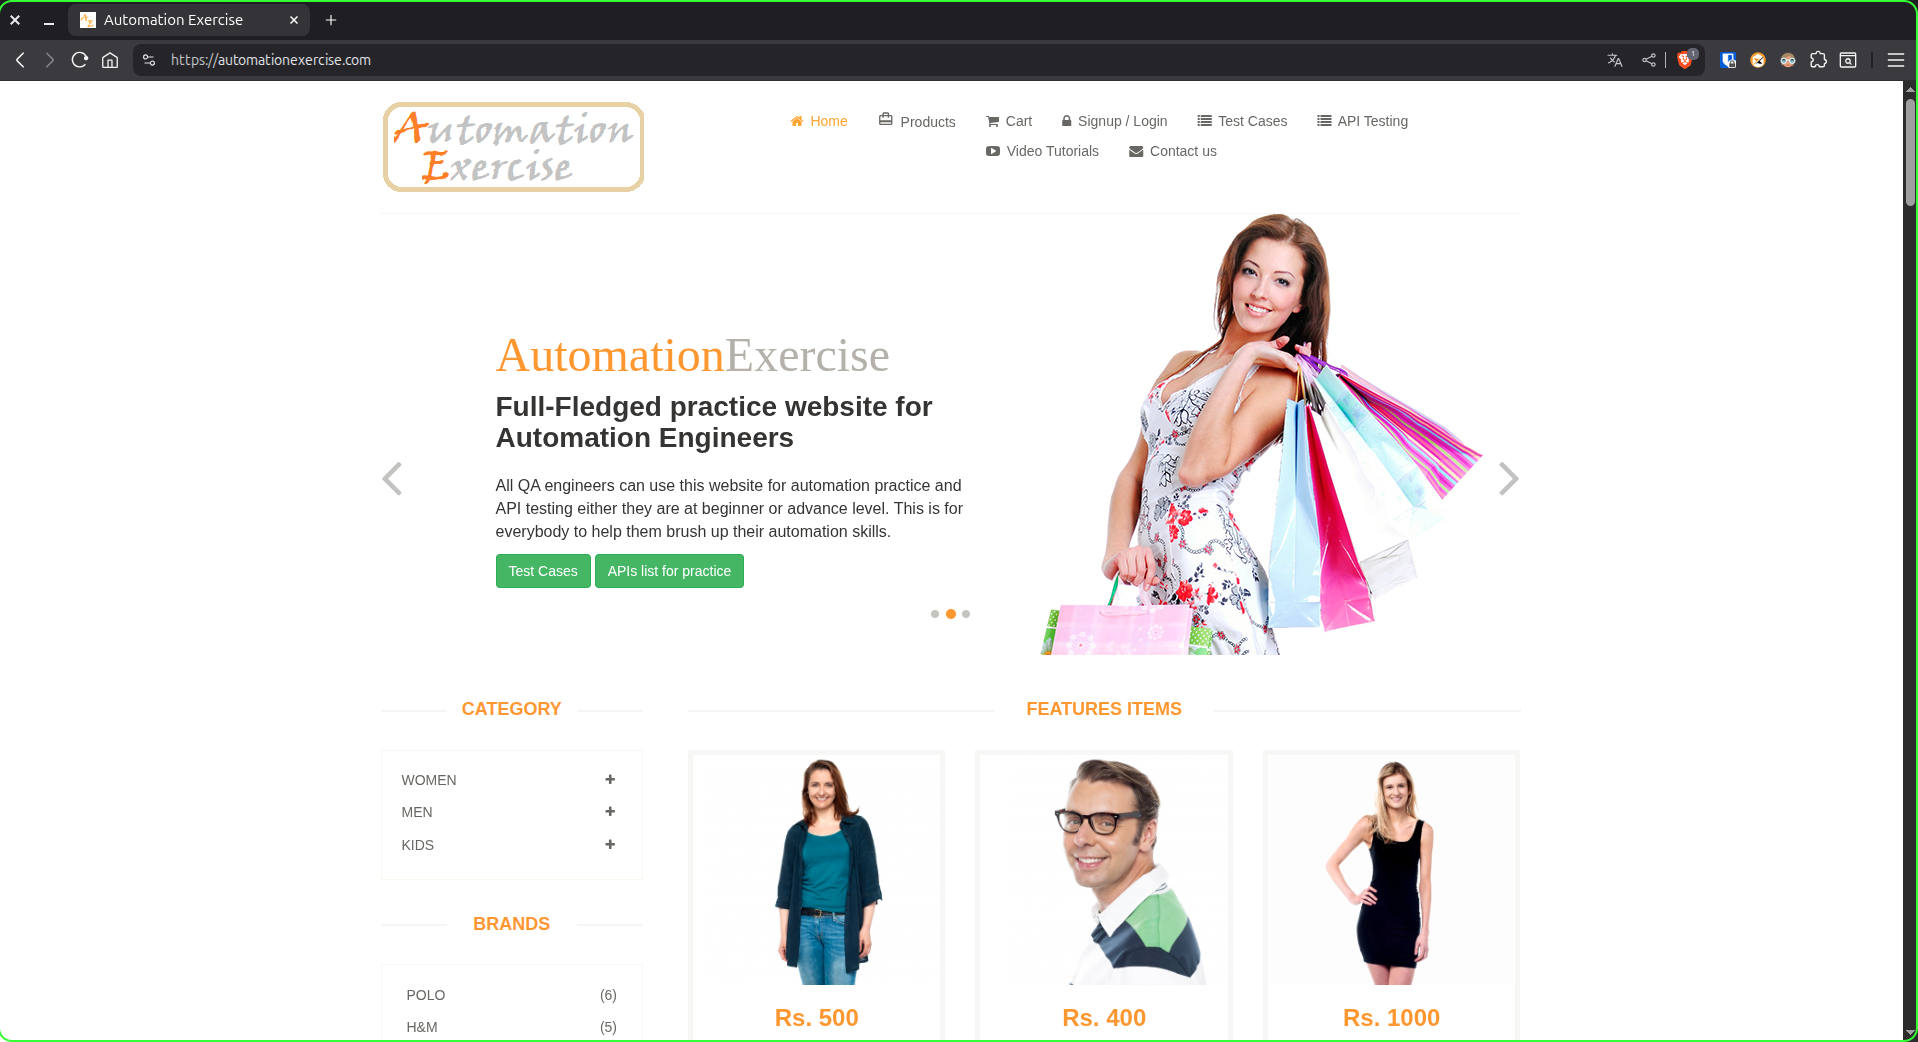 Automation Exercise
https://automationexercise.com
1
Automation
Exercise
Home Products Cart Signup / Login Test Cases API Testing
Video Tutorials Contact us
AutomationExercise
Full-Fledged practice website for
Automation Engineers
All QA engineers can use this website for automation practice and
API testing either they are at beginner or advance level. This is for
everybody to help them brush up their automation skills.
Test Cases APIs list for practice
CATEGORY
WOMEN
MEN
KIDS
BRANDS
POLO (6)
H&M (5)
FEATURES ITEMS
Rs. 500 Rs. 400 Rs. 1000